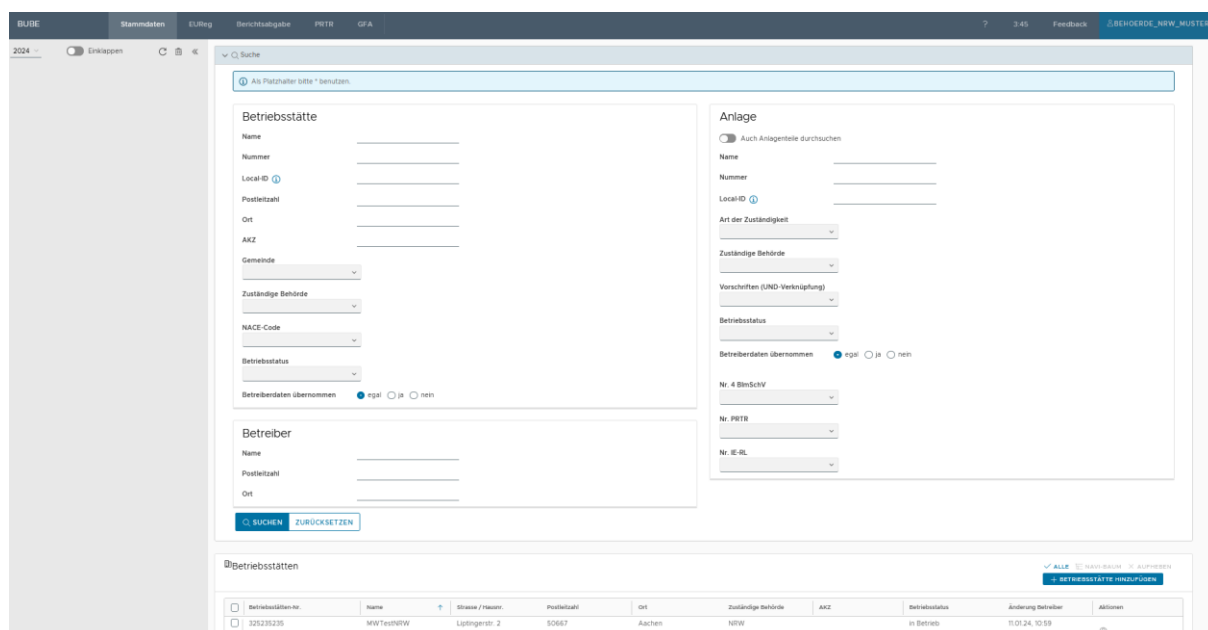 BUBE Stammdaten EUReg Berichtsabgabe PRTR GFA ? 3:45 Feedback BEHOERDE_NRW_MUSTER
2024 Einklappen
Suche
Als Platzhalter bitte * benutzen.
Betriebsstätte
Name
Nummer
Local-ID
Postleitzahl
Ort
AKZ
Gemeinde
Zuständige Behörde
NACE-Code
Betriebsstatus
Betreiberdaten übernommen egal ja nein
Betreiber
Name
Postleitzahl
Ort
Anlage
Auch Anlagenteile durchsuchen
Name
Nummer
Local-ID
Art der Zuständigkeit
Zuständige Behörde
Vorschriften (UND-Verknüpfung)
Betriebsstatus
Betreiberdaten übernommen egal ja nein
Nr. 4 BImSchV
Nr. PRTR
Nr. IE-RL
SUCHEN ZURÜCKSETZEN
Betriebsstätten
ALLE NAVI-BAUM AUFHEBEN
+ BETRIEBSSTÄTTE HINZUFÜGEN
Betriebsstätten-Nr. Name Strasse / Hausnr. Postleitzahl Ort Zuständige Behörde AKZ Betriebsstatus Änderung Betreiber Aktionen
325235235 MWTestNRW Liptingerstr. 2 50667 Aachen NRW in Betrieb 11.01.24, 10:59